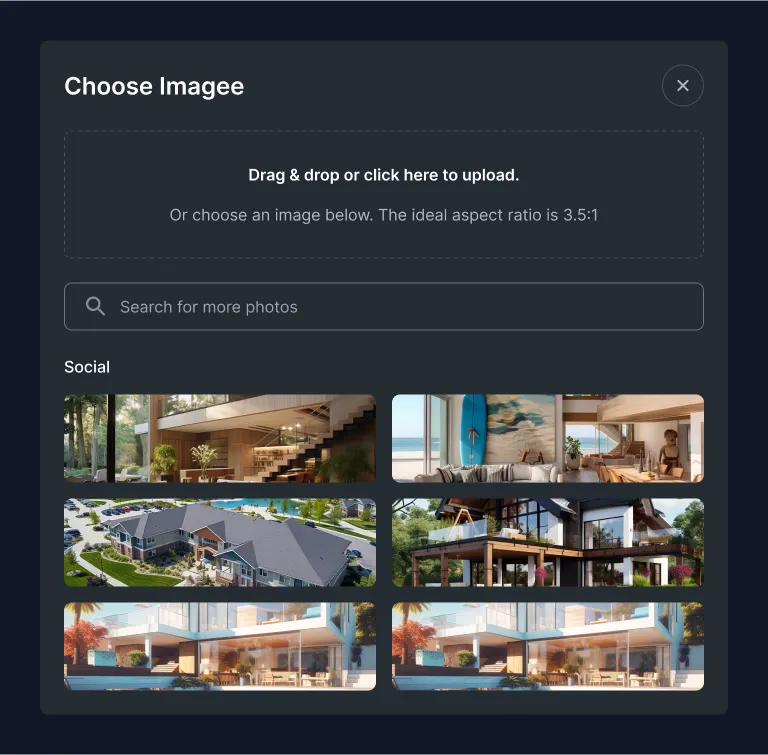 Choose Imagee
Drag & drop or click here to upload.
Or choose an image below. The ideal aspect ratio is 3.5:1
Search for more photos
Social